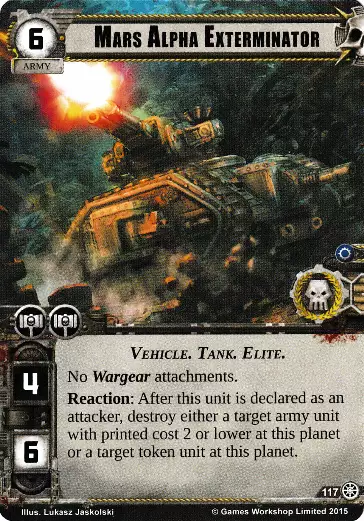 6
MARS ALPHA EXTERMINATOR
ARMY
VEHICLE. TANK. ELITE.
4
No Wargear attachments.
Reaction: After this unit is declared as an
attacker, destroy either a target army unit
with printed cost 2 or lower at this planet
or a target token unit at this planet.
6
117
Illus. Lukasz Jaskolski
© Games Workshop Limited 2015